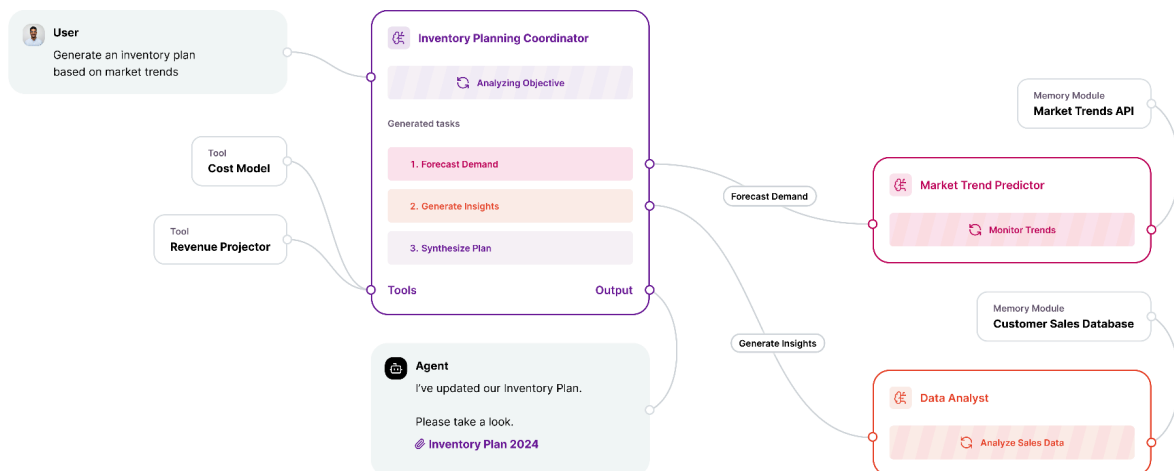 User
Generate an inventory plan
based on market trends
Tool
Cost Model
Tool
Revenue Projector
Inventory Planning Coordinator
Analyzing Objective
Generated tasks
1. Forecast Demand
2. Generate Insights
3. Synthesize Plan
Tools
Output
Agent
I've updated our Inventory Plan.
Please take a look.
Inventory Plan 2024
Forecast Demand
Generate Insights
Memory Module
Market Trends API
Market Trend Predictor
Monitor Trends
Memory Module
Customer Sales Database
Data Analyst
Analyze Sales Data